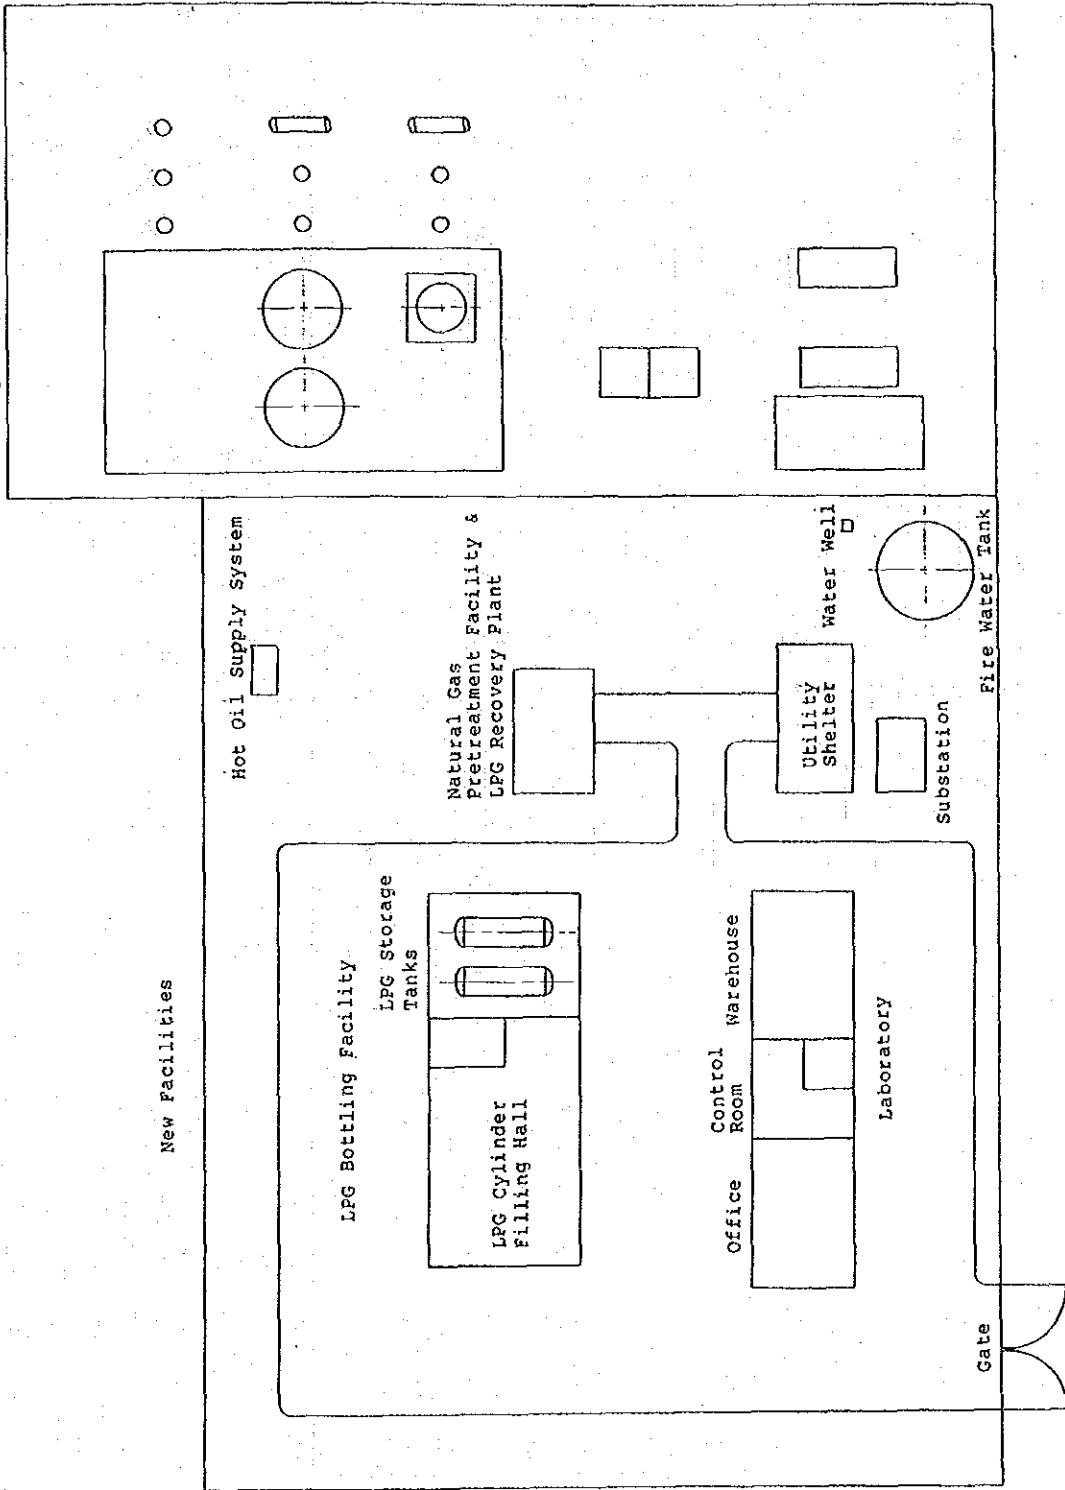 New Facilities
Hot Oil Supply System
LPG Bottling Facility
LPG Storage
Tanks
Natural Gas
Pretreatment Facility &
LPG Recovery Plant
LPG Cylinder
Filling Hall
Office
Control
Room
Warehouse
Utility
Shelter
Water Well
Laboratory
Substation
Gate
Fire Water Tank